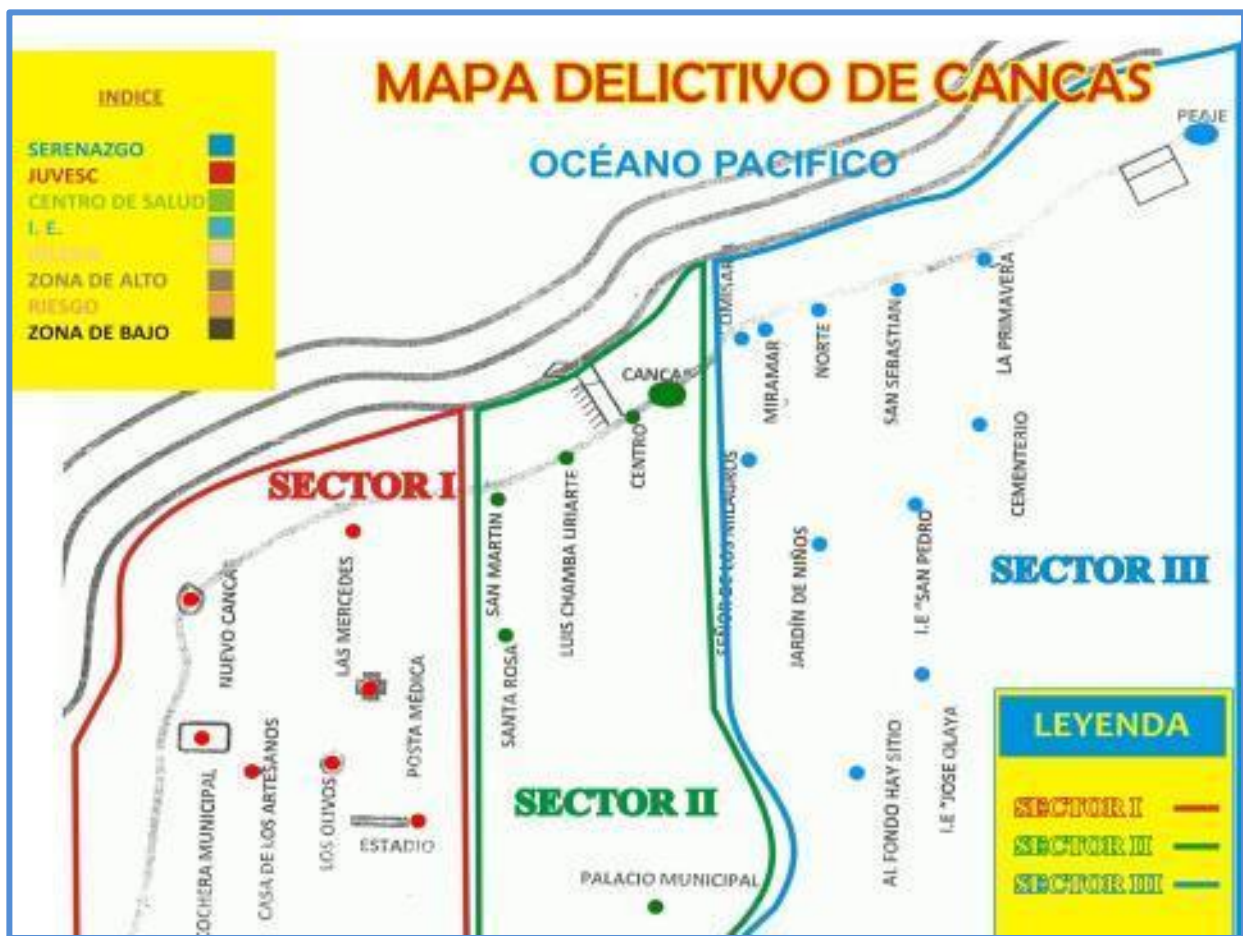 MAPA DELICTIVO DE CANCAS
INDICE
SERENAZGO
JUVESC
CENTRO DE SALUD
I. E.
ZONA DE ALTO
RIESGO
ZONA DE BAJO
OCÉANO PACIFICO
PEAJE
MIRAMAR
NORTE
SAN SEBASTIAN
LA PRIMAVERA
CANCAS
CENTRO
CEMENTERIO
SECTOR I
SAN MARTIN
LUIS CHAMBA URIARTE
SEÑOR DE LOS MILAGROS
JARDÍN DE NIÑOS
I.E "SAN PEDRO
SECTOR III
NUEVO CANCAS
LAS MERCEDES
SANTA ROSA
POSTA MÉDICA
COCHERA MUNICIPAL
CASA DE LOS ARTESANOS
LOS OLIVOS
ESTADIO
SECTOR II
AL FONDO HAY SITIO
I.E "JOSE OLAYA
PALACIO MUNICIPAL
LEYENDA
SECTOR I
SECTOR II
SECTOR III